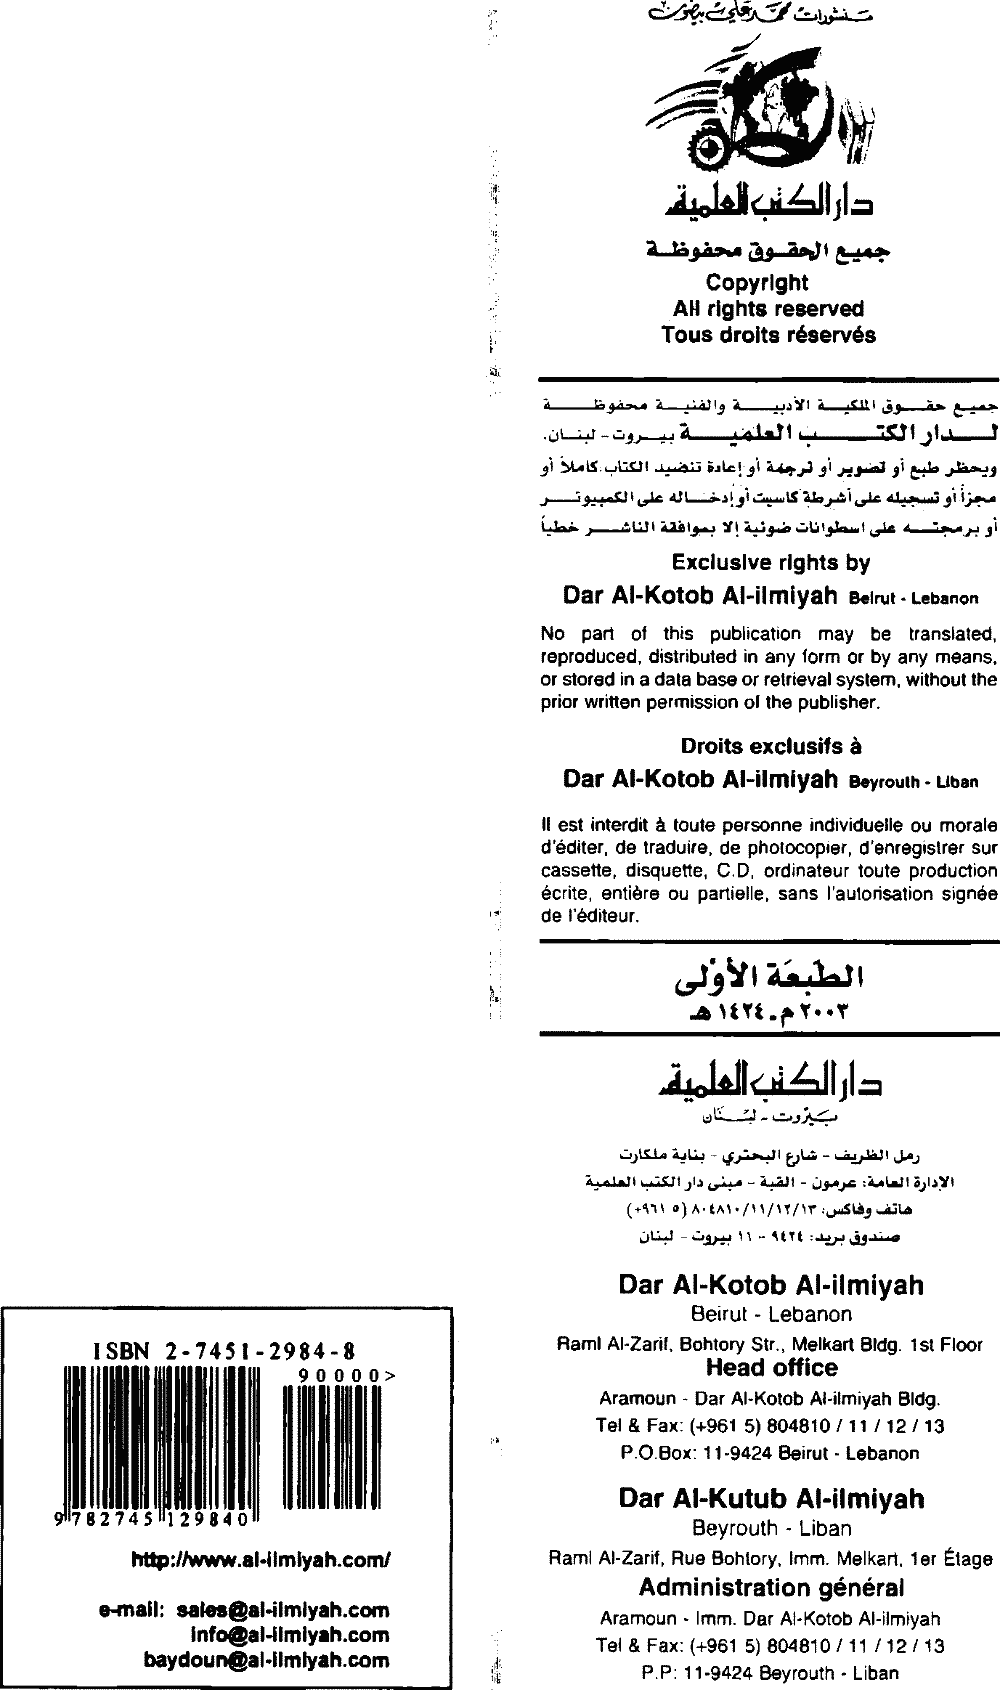 منشورات محمد علي بيضون
دار الكتب العلمية
جميع الحقوق محفوظة
Copyright
All rights reserved
Tous droits réservés
جميع حقوق الملكية الأدبية والفنية محفوظة
لدار الكتب العلمية بيروت - لبنان.
ويحظر طبع أو تصوير أو ترجمة أو إعادة تنضيد الكتاب كاملاً أو
مجزأ أو تسجيله على أشرطة كاسيت أو إدخاله على الكمبيوتر
أو برمجته على اسطوانات ضوئية إلا بموافقة الناشر خطياً
Exclusive rights by
Dar Al-Kotob Al-ilmiyah Beirut - Lebanon
No part of this publication may be translated,
reproduced, distributed in any form or by any means,
or stored in a data base or retrieval system, without the
prior written permission of the publisher.
Droits exclusifs à
Dar Al-Kotob Al-ilmiyah Beyrouth - Liban
Il est interdit à toute personne individuelle ou morale
d'éditer, de traduire, de photocopier, d'enregistrer sur
cassette, disquette, C.D, ordinateur toute production
écrite, entière ou partielle, sans l'autorisation signée
de l'éditeur.
الطبعَة الأوْلى
٢٠٠٣ م ـ ١٤٢٤ هـ
دار الكتب العلمية
بيروت - لبنان
رمل الظريف - شارع البحتري - بناية ملكارت
الإدارة العامة: عرمون - القبة - مبنى دار الكتب العلمية
هاتف وفاكس: ٨٠٤٨١٠/١١/١٢/١٣ (٥ ٩٦١+)
صندوق بريد: ٩٤٢٤ - ١١ بيروت - لبنان
Dar Al-Kotob Al-ilmiyah
Beirut - Lebanon
Raml Al-Zarif, Bohtory Str., Melkart Bldg. 1st Floor
Head office
Aramoun - Dar Al-Kotob Al-ilmiyah Bldg.
Tel & Fax: (+961 5) 804810 / 11 / 12 / 13
P.O.Box: 11-9424 Beirut - Lebanon
Dar Al-Kutub Al-ilmiyah
Beyrouth - Liban
Raml Al-Zarif, Rue Bohtory, Imm. Melkart, 1er Étage
Administration général
Aramoun - Imm. Dar Al-Kotob Al-ilmiyah
Tel & Fax: (+961 5) 804810 / 11 / 12 / 13
P.P: 11-9424 Beyrouth - Liban
ISBN 2-7451-2984-8
90000>
9 782745 129840
http://www.al-ilmiyah.com/
e-mail: sales@al-ilmiyah.com
info@al-ilmiyah.com
baydoun@al-ilmiyah.com